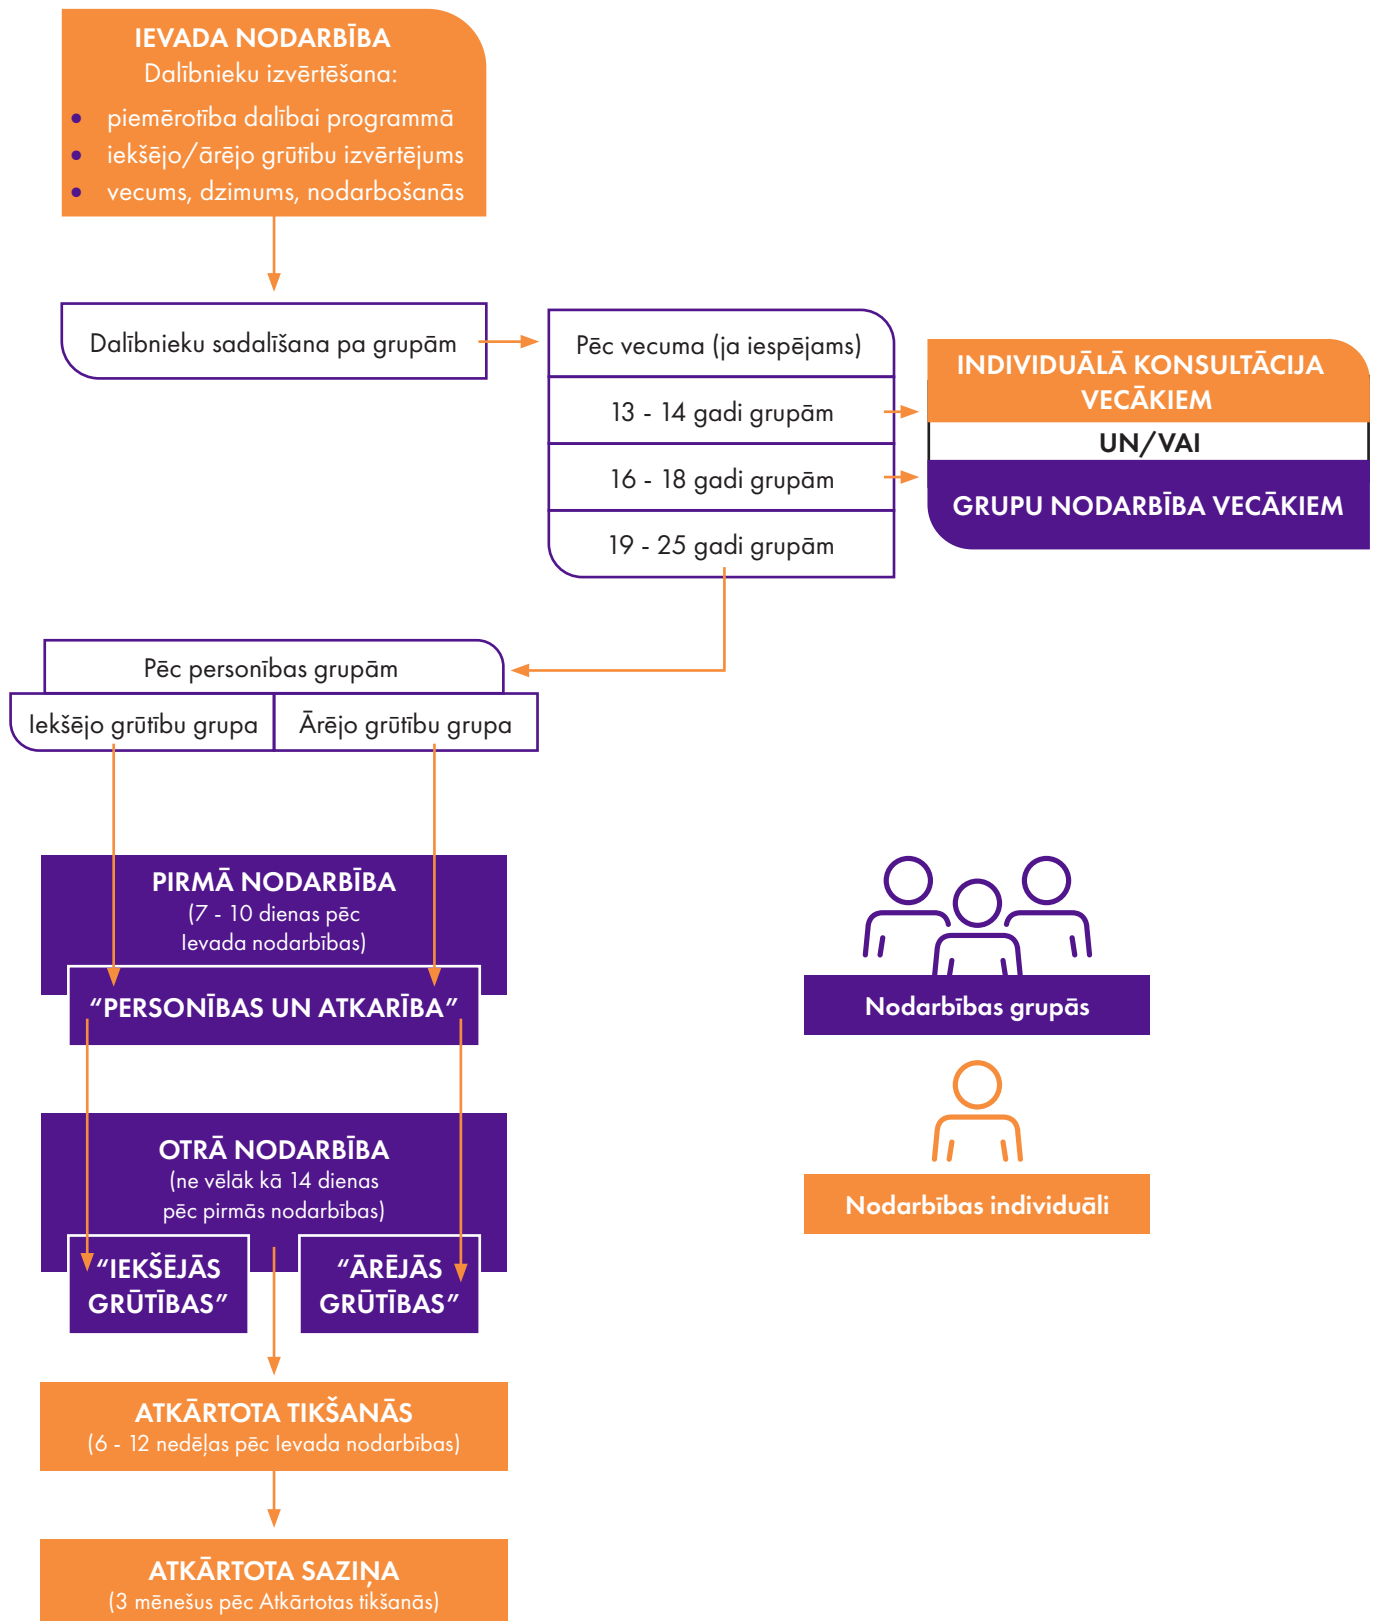 IEVADA NODARBĪBA
Dalībnieku izvērtēšana:
• piemērotība dalībai programmā
• iekšējo/ārējo grūtību izvērtējums
• vecums, dzimums, nodarbošanās
Dalībnieku sadalīšana pa grupām
Pēc vecuma (ja iespējams)
13 - 14 gadi grupām
16 - 18 gadi grupām
19 - 25 gadi grupām
INDIVIDUĀLĀ KONSULTĀCIJA
VECĀKIEM
UN/VAI
GRUPU NODARBĪBA VECĀKIEM
Pēc personības grupām
Iekšējo grūtību grupa
Ārējo grūtību grupa
PIRMĀ NODARBĪBA
(7 - 10 dienas pēc
Ievada nodarbības)
“PERSONĪBAS UN ATKARĪBA”
OTRĀ NODARBĪBA
(ne vēlāk kā 14 dienas
pēc pirmās nodarbības)
“IEKŠĒJĀS
GRŪTĪBAS”
“ĀRĒJĀS
GRŪTĪBAS”
ATKĀRTOTA TIKŠANĀS
(6 - 12 nedēļas pēc Ievada nodarbības)
ATKĀRTOTA SAZIŅA
(3 mēnešus pēc Atkārtotas tikšanās)
Nodarbības grupās
Nodarbības individuāli